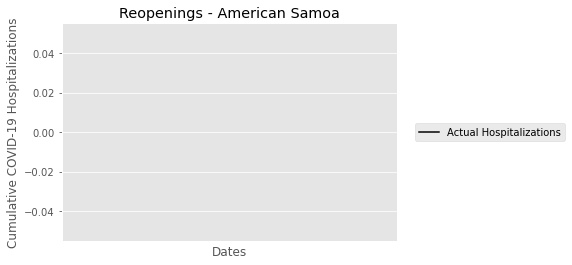 Reopenings - American Samoa
Cumulative COVID-19 Hospitalizations
0.04
0.02
0.00
−0.02
−0.04
Dates
Actual Hospitalizations